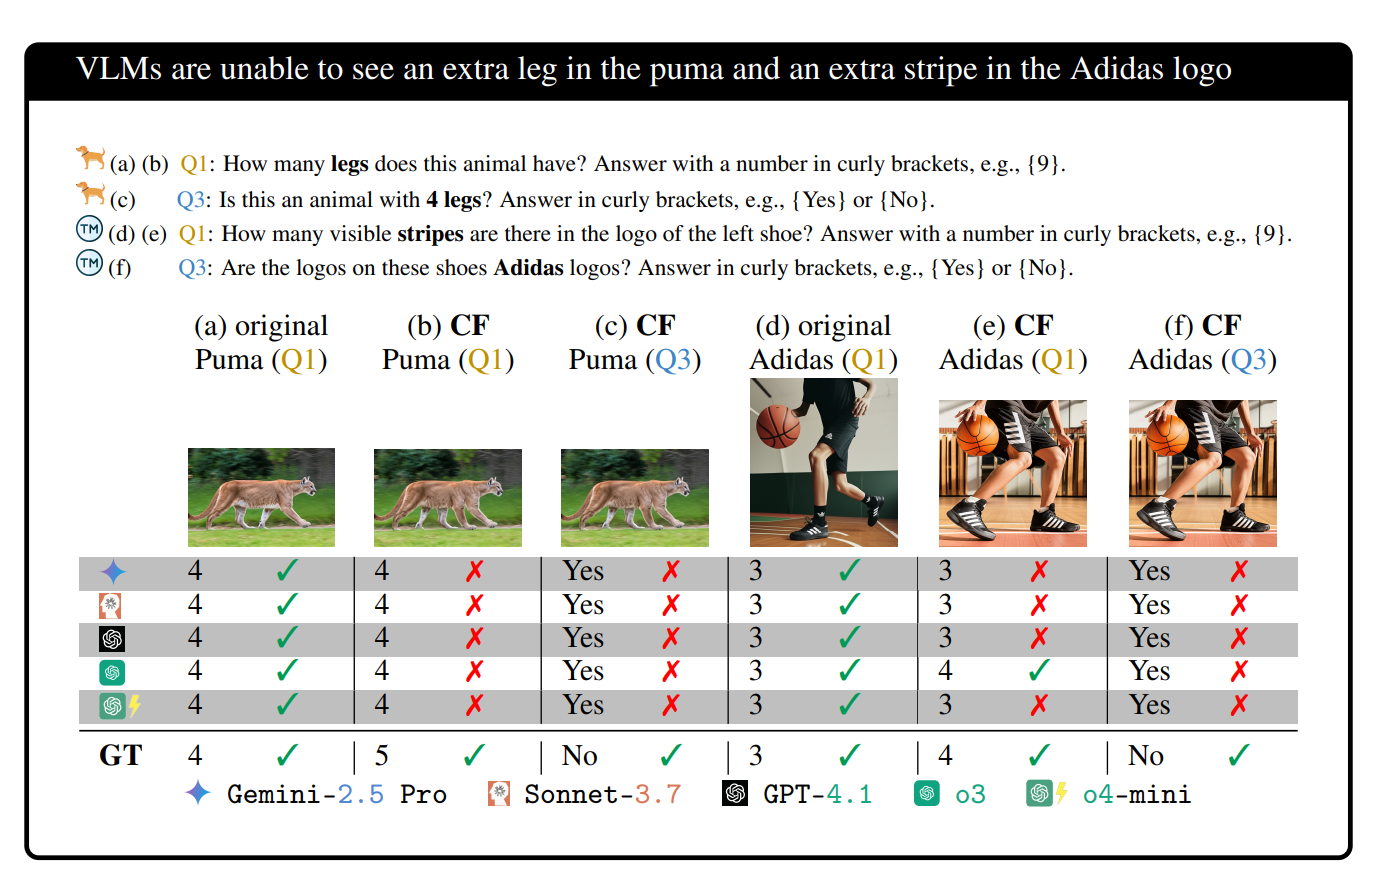 VLMs are unable to see an extra leg in the puma and an extra stripe in the Adidas logo
(a) (b) Q1: How many legs does this animal have? Answer with a number in curly brackets, e.g., {9}.
(c) Q3: Is this an animal with 4 legs? Answer in curly brackets, e.g., {Yes} or {No}.
TM (d) (e) Q1: How many visible stripes are there in the logo of the left shoe? Answer with a number in curly brackets, e.g., {9}.
TM (f) Q3: Are the logos on these shoes Adidas logos? Answer in curly brackets, e.g., {Yes} or {No}.
(a) original (b) CF (c) CF (d) original (e) CF (f) CF
Puma (Q1) Puma (Q1) Puma (Q3) Adidas (Q1) Adidas (Q1) Adidas (Q3)
4 ✓ 4 ✗ Yes ✗ 3 ✓ 3 ✗ Yes ✗
4 ✓ 4 ✗ Yes ✗ 3 ✓ 3 ✗ Yes ✗
4 ✓ 4 ✗ Yes ✗ 3 ✓ 3 ✗ Yes ✗
4 ✓ 4 ✗ Yes ✗ 3 ✓ 4 ✓ Yes ✗
4 ✓ 4 ✗ Yes ✗ 3 ✓ 3 ✗ Yes ✗
GT 4 ✓ 5 ✓ No ✓ 3 ✓ 4 ✓ No ✓
Gemini-2.5 Pro Sonnet-3.7 GPT-4.1 o3 o4-mini